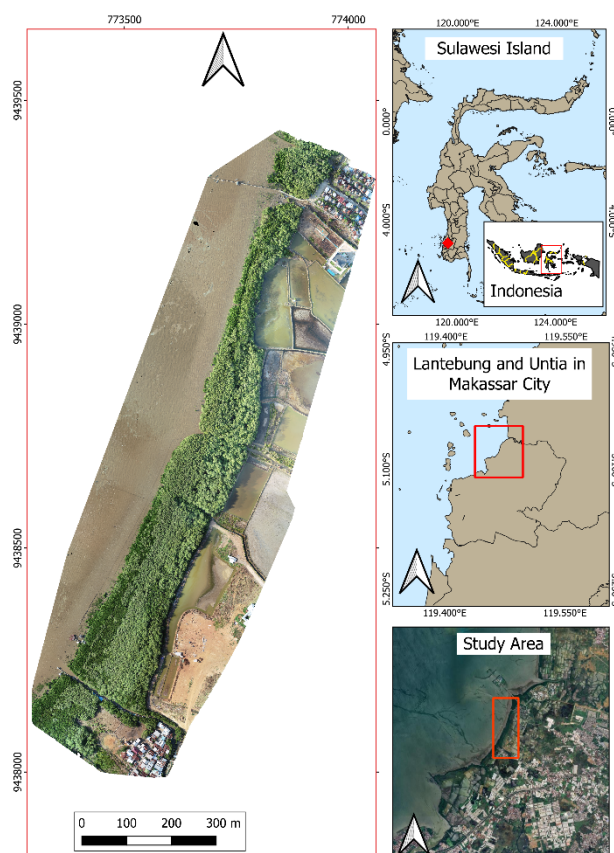 773500 774000
9439500
9439000
9438500
9438000
0 100 200 300 m
120.000°E 124.000°E
Sulawesi Island
0.000°
4.000°S
0.000°
4.000°S
Indonesia
120.000°E 124.000°E
119.400°E 119.550°E
Lantebung and Untia in
Makassar City
4.950°S
5.100°S
5.250°S
119.400°E 119.550°E
Study Area